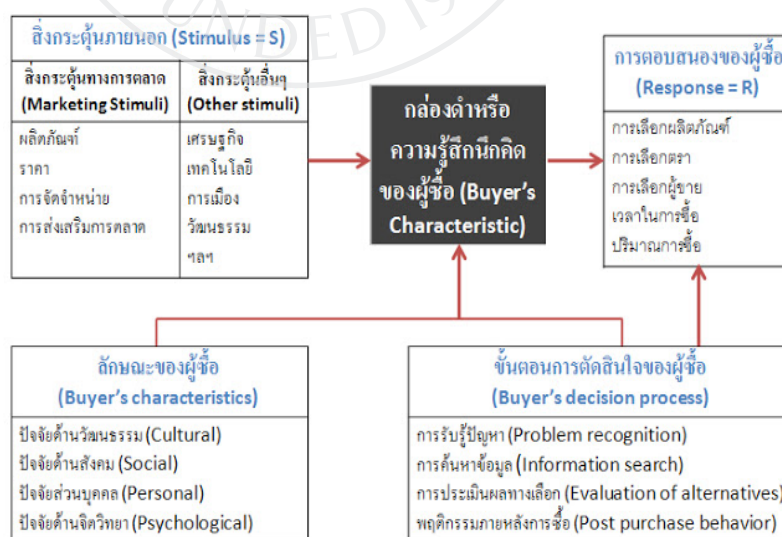 UNDED
สิ่งกระตุ้นภายนอก (Stimulus = S)
สิ่งกระตุ้นทางการตลาด
(Marketing Stimuli)
ผลิตภัณฑ์
ราคา
การจัดจำหน่าย
การส่งเสริมการตลาด
สิ่งกระตุ้นอื่นๆ
(Other stimuli)
เศรษฐกิจ
เทคโนโลยี
การเมือง
วัฒนธรรม
ฯลฯ
กล่องดำหรือ
ความรู้สึกนึกคิด
ของผู้ซื้อ (Buyer’s
Characteristic)
การตอบสนองของผู้ซื้อ
(Response = R)
การเลือกผลิตภัณฑ์
การเลือกตรา
การเลือกผู้ขาย
เวลาในการซื้อ
ปริมาณการซื้อ
ลักษณะของผู้ซื้อ
(Buyer’s characteristics)
ปัจจัยด้านวัฒนธรรม (Cultural)
ปัจจัยด้านสังคม (Social)
ปัจจัยส่วนบุคคล (Personal)
ปัจจัยด้านจิตวิทยา (Psychological)
ขั้นตอนการตัดสินใจของผู้ซื้อ
(Buyer’s decision process)
การรับรู้ปัญหา (Problem recognition)
การค้นหาข้อมูล (Information search)
การประเมินผลทางเลือก (Evaluation of alternatives)
พฤติกรรมภายหลังการซื้อ (Post purchase behavior)